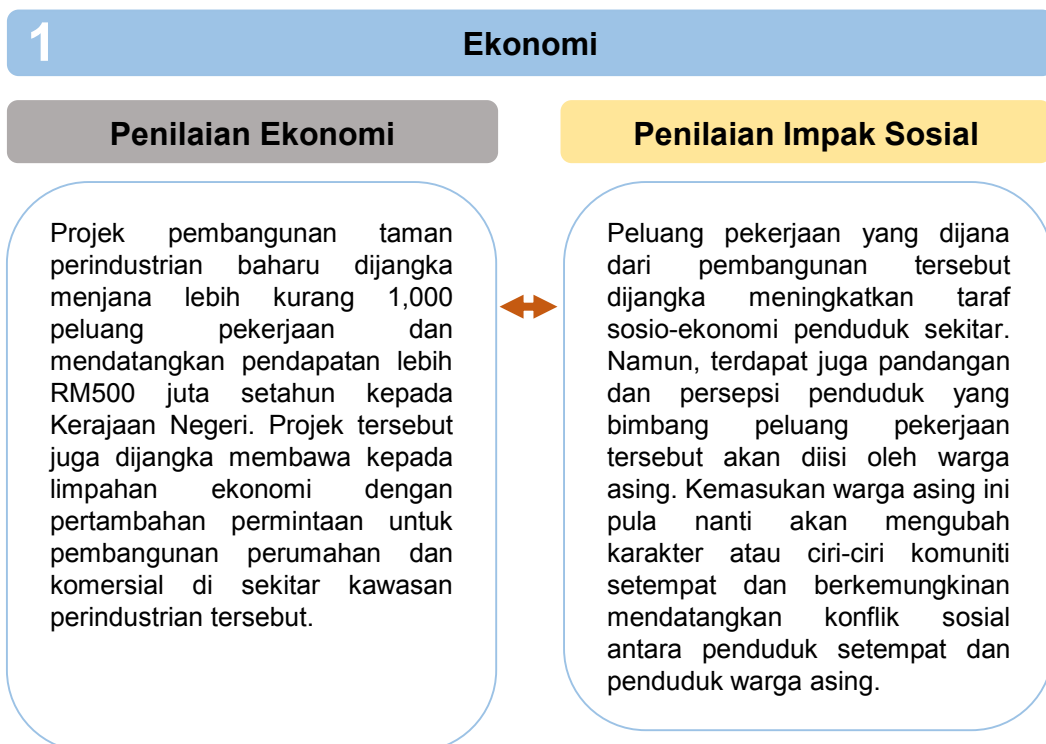 1
Ekonomi
Penilaian Ekonomi
Projek pembangunan taman
perindustrian baharu dijangka
menjana lebih kurang 1,000
peluang pekerjaan dan
mendatangkan pendapatan lebih
RM500 juta setahun kepada
Kerajaan Negeri. Projek tersebut
juga dijangka membawa kepada
limpahan ekonomi dengan
pertambahan permintaan untuk
pembangunan perumahan dan
komersial di sekitar kawasan
perindustrian tersebut.
Penilaian Impak Sosial
Peluang pekerjaan yang dijana
dari pembangunan tersebut
dijangka meningkatkan taraf
sosio-ekonomi penduduk sekitar.
Namun, terdapat juga pandangan
dan persepsi penduduk yang
bimbang peluang pekerjaan
tersebut akan diisi oleh warga
asing. Kemasukan warga asing ini
pula nanti akan mengubah
karakter atau ciri-ciri komuniti
setempat dan berkemungkinan
mendatangkan konflik sosial
antara penduduk setempat dan
penduduk warga asing.